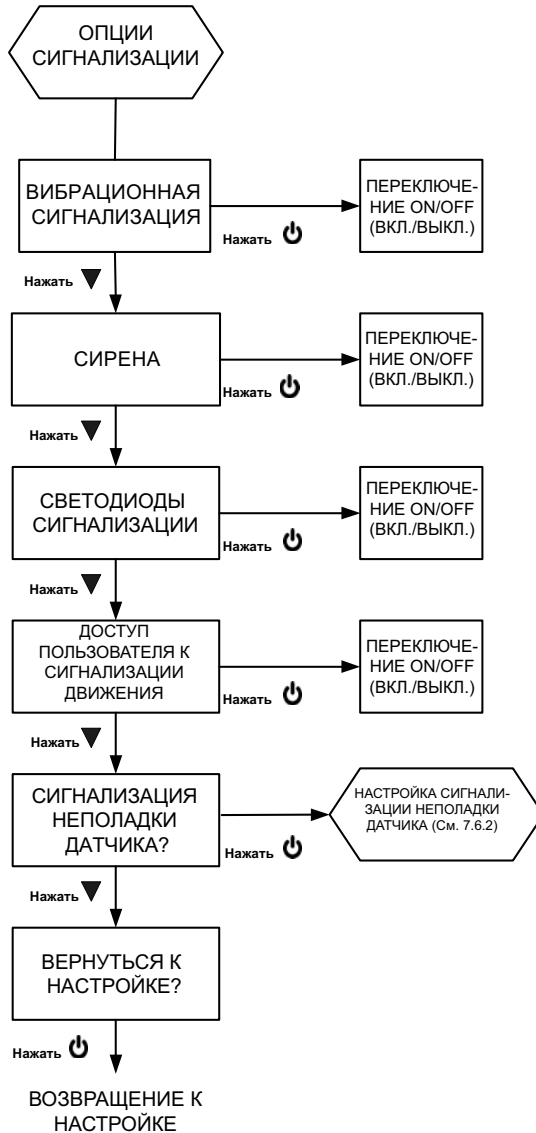 ОПЦИИ
СИГНАЛИЗАЦИИ
ВИБРАЦИОННАЯ
СИГНАЛИЗАЦИЯ
Нажать
ПЕРЕКЛЮЧЕ-
НИЕ ON/OFF
(ВКЛ./ВЫКЛ.)
Нажать
СИРЕНА
Нажать
ПЕРЕКЛЮЧЕ-
НИЕ ON/OFF
(ВКЛ./ВЫКЛ.)
Нажать
СВЕТОДИОДЫ
СИГНАЛИЗАЦИИ
Нажать
ПЕРЕКЛЮЧЕ-
НИЕ ON/OFF
(ВКЛ./ВЫКЛ.)
Нажать
ДОСТУП
ПОЛЬЗОВАТЕЛЯ К
СИГНАЛИЗАЦИИ
ДВИЖЕНИЯ
Нажать
ПЕРЕКЛЮЧЕ-
НИЕ ON/OFF
(ВКЛ./ВЫКЛ.)
Нажать
СИГНАЛИЗАЦИЯ
НЕПОЛАДКИ
ДАТЧИКА?
Нажать
НАСТРОЙКА СИГНАЛИ-
ЗАЦИИ НЕПОЛАДКИ
ДАТЧИКА (См. 7.6.2)
Нажать
ВЕРНУТЬСЯ К
НАСТРОЙКЕ?
Нажать
ВОЗВРАЩЕНИЕ К
НАСТРОЙКЕ